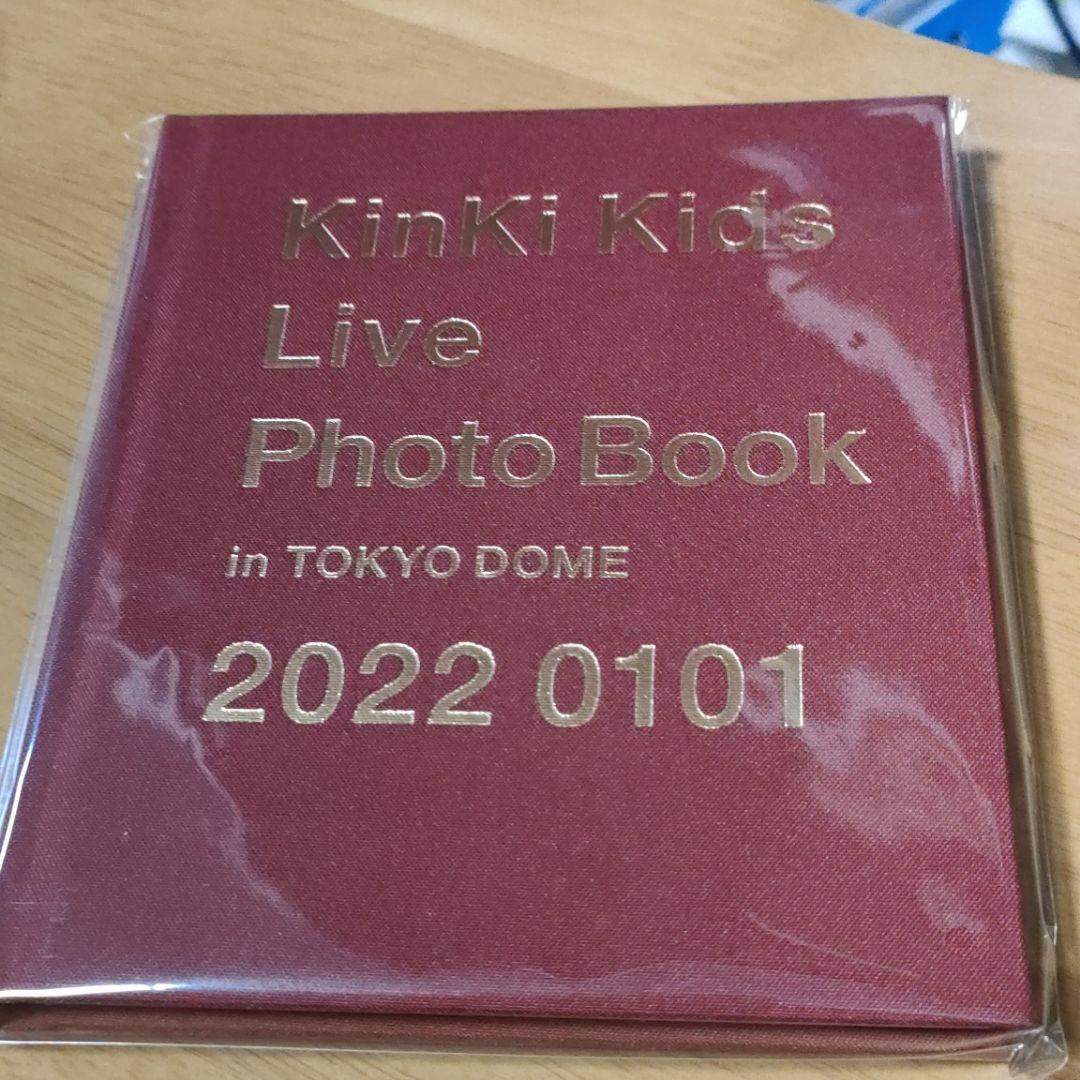 KinKi Kids
Live
Photo Book
in TOKYO DOME
2022 0101